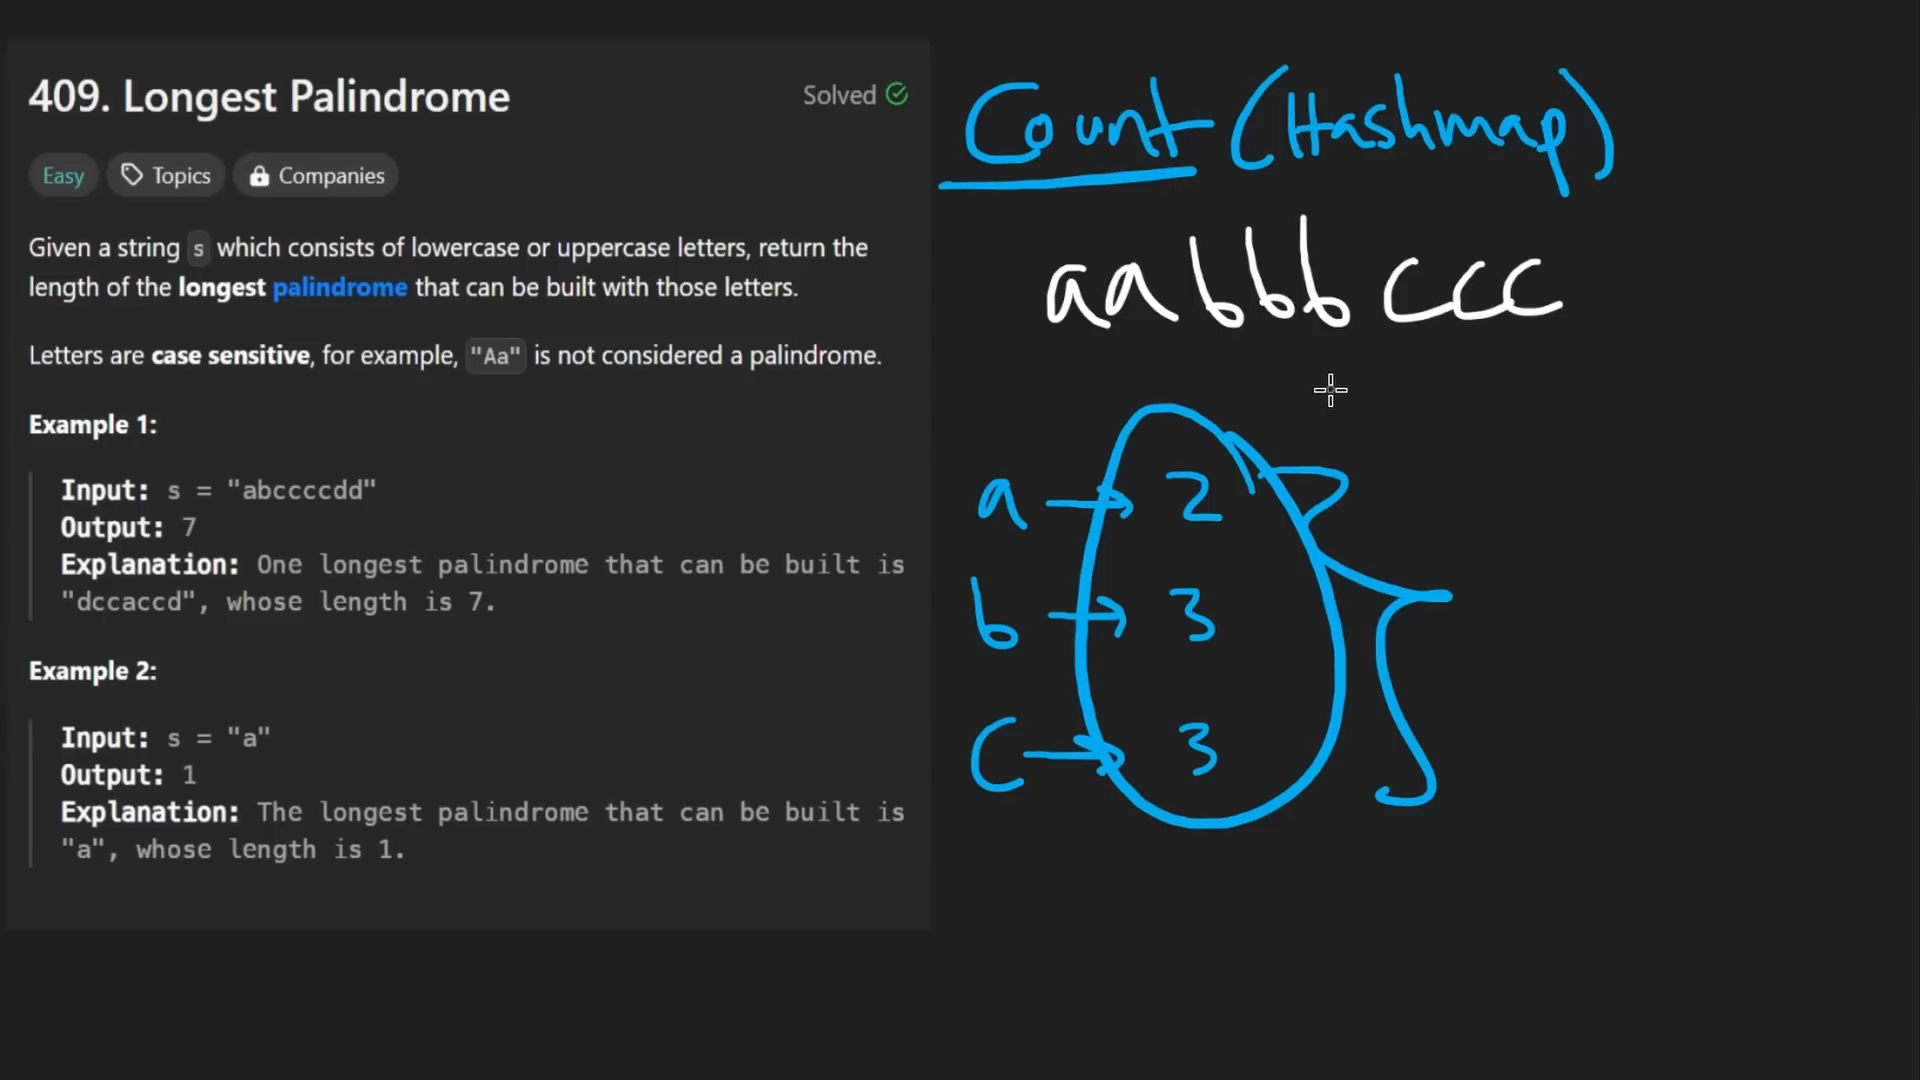 409. Longest Palindrome
Solved
Easy
Topics
Companies
Given a string s which consists of lowercase or uppercase letters, return the
length of the longest palindrome that can be built with those letters.
Letters are case sensitive, for example, "Aa" is not considered a palindrome.
Example 1:
Input: s = "abccccdd"
Output: 7
Explanation: One longest palindrome that can be built is
"dccaccd", whose length is 7.
Example 2:
Input: s = "a"
Output: 1
Explanation: The longest palindrome that can be built is
"a", whose length is 1.
Count (Hashmap)
aabbbccc
a → 2
b → 3
c → 3